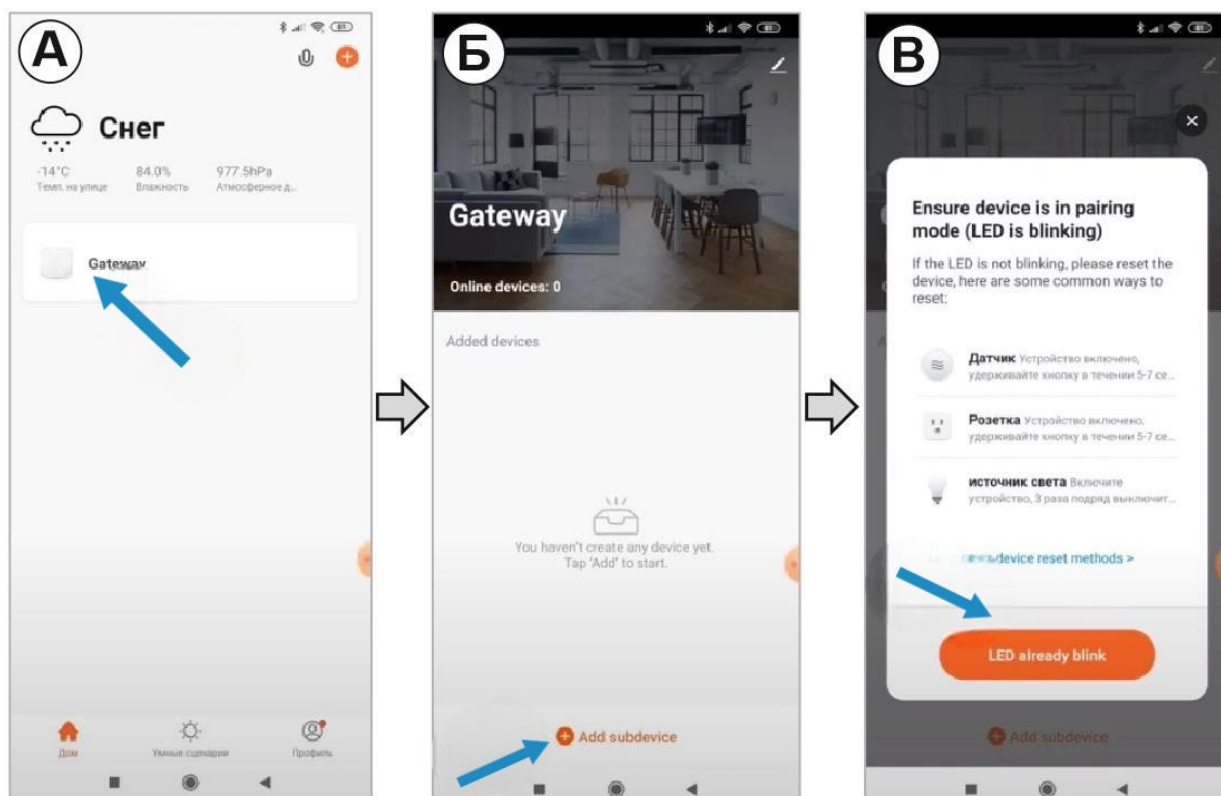 А
Снег
-14°C 84.0% 977.5hPa
Темп. на улице Влажность Атмосферное д...
Gateway
Дом Умные сценарии Профиль
Б
Gateway
Online devices: 0
Added devices
You haven't create any device yet.
Tap "Add" to start.
Add subdevice
В
Ensure device is in pairing
mode (LED is blinking)
If the LED is not blinking, please reset the
device, here are some common ways to
reset:
Датчик Устройство включено,
удерживайте кнопку в течении 5-7 се...
Розетка Устройство включено,
удерживайте кнопку в течении 5-7 се...
источник света Включите
устройство, 3 раза подряд выключит...
device reset methods >
LED already blink
Add subdevice